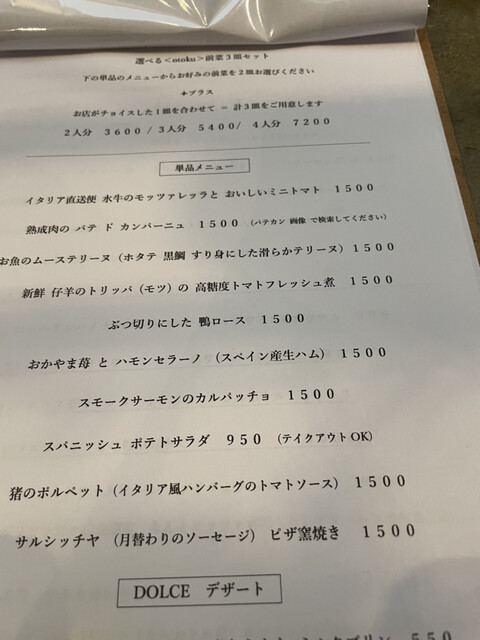 選べる<otoku>前菜3皿セット
下の単品のメニューからお好みの前菜を2皿お選びください
+プラス
お店がチョイスした1皿を合わせて = 計3皿をご用意します
2人分 3600 / 3人分 5400/ 4人分 7200
単品メニュー
イタリア直送便 水牛のモッツァレッラと おいしいミニトマト 1500
熟成肉の パテ ド カンパーニュ 1500 (パテカン 画像 で検索してください)
お魚のムーステリーヌ(ホタテ 黒鯛 すり身にした滑らかテリーヌ) 1500
新鮮 仔羊のトリッパ(モツ)の 高糖度トマトフレッシュ煮 1500
ぶつ切りにした 鴨ロース 1500
おかやま苺 と ハモンセラーノ (スペイン産生ハム) 1500
スモークサーモンのカルパッチョ 1500
スパニッシュ ポテトサラダ 950 (テイクアウトOK)
猪のポルペット(イタリア風ハンバーグのトマトソース) 1500
サルシッチヤ (月替わりのソーセージ) ピザ窯焼き 1500
DOLCE デザート
550